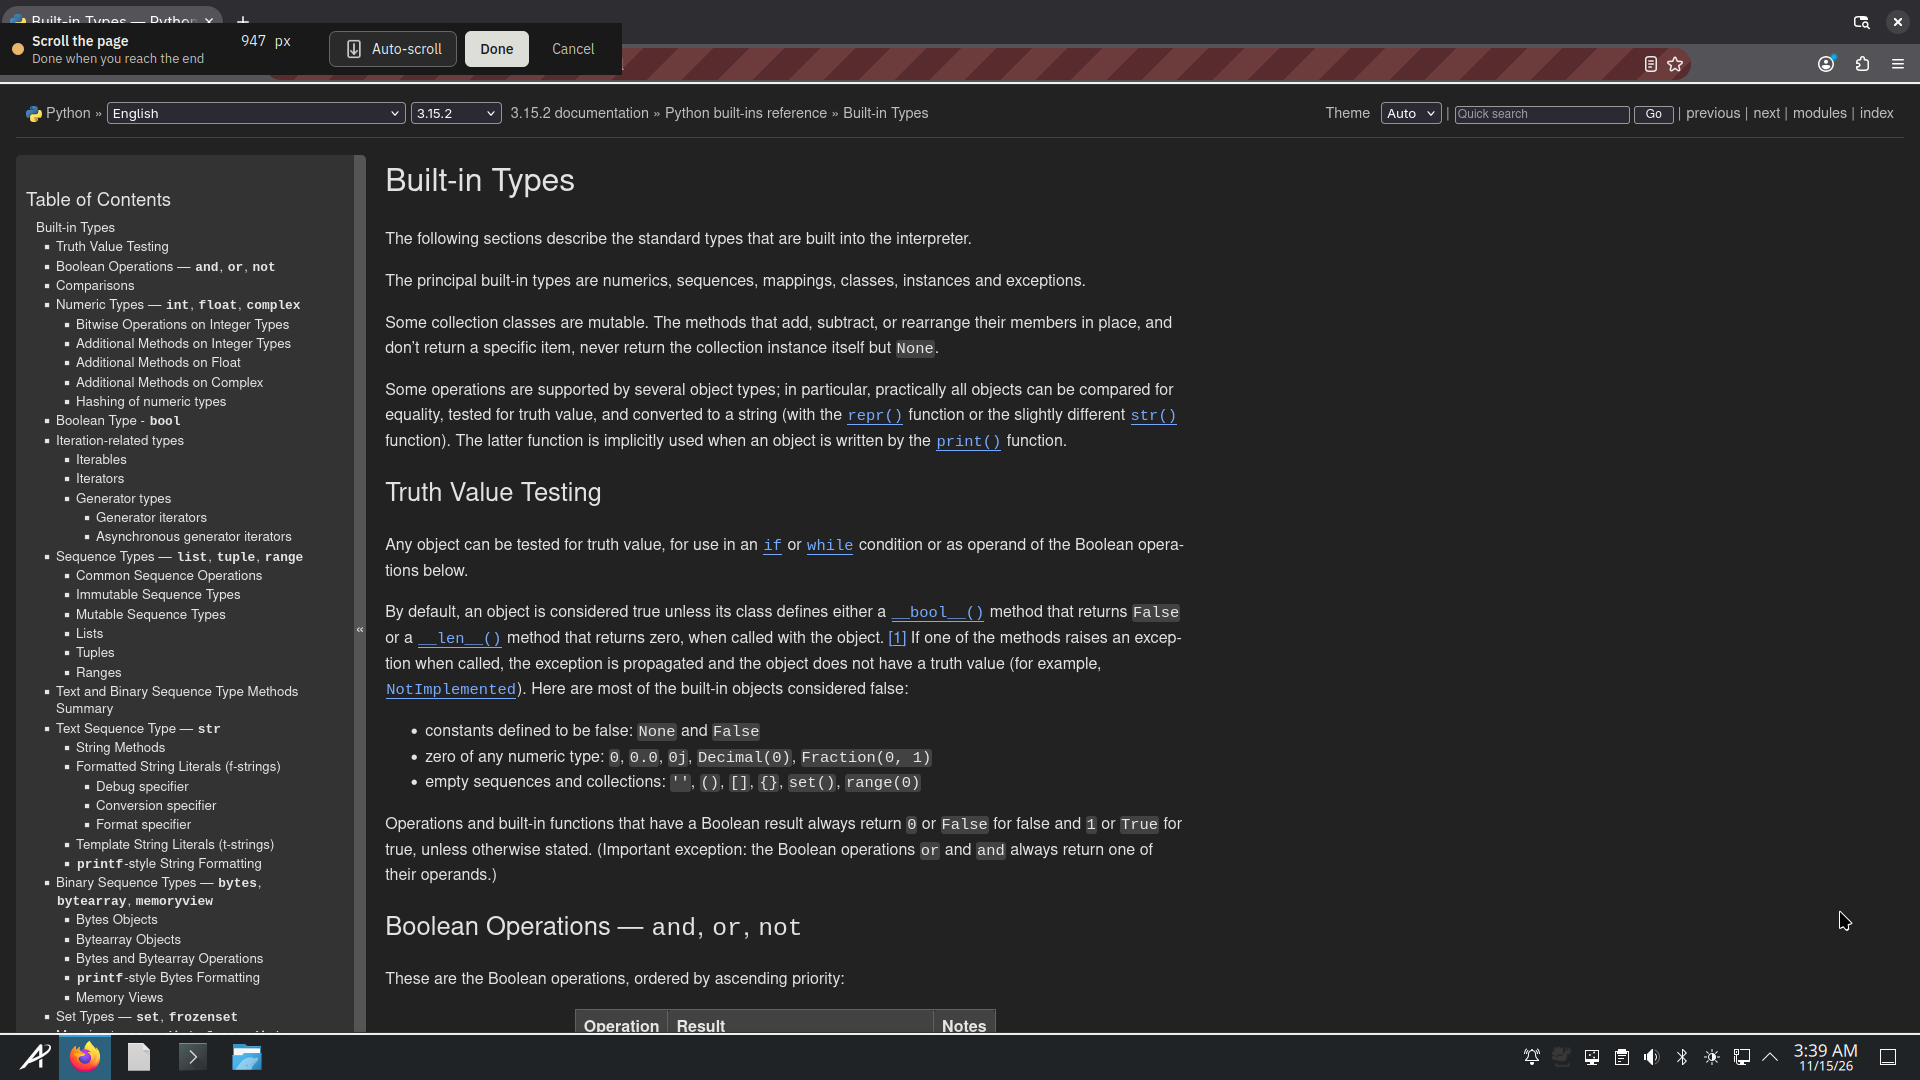 Built-in Types — Python
Scroll the page
Done when you reach the end
947 px
Auto-scroll
Done
Cancel
Python » English 3.15.2 3.15.2 documentation » Python built-ins reference » Built-in Types
Theme Auto | Quick search Go | previous | next | modules | index
Table of Contents
Built-in Types
Truth Value Testing
Boolean Operations — and, or, not
Comparisons
Numeric Types — int, float, complex
Bitwise Operations on Integer Types
Additional Methods on Integer Types
Additional Methods on Float
Additional Methods on Complex
Hashing of numeric types
Boolean Type - bool
Iteration-related types
Iterables
Iterators
Generator types
Generator iterators
Asynchronous generator iterators
Sequence Types — list, tuple, range
Common Sequence Operations
Immutable Sequence Types
Mutable Sequence Types
Lists
Tuples
Ranges
Text and Binary Sequence Type Methods
Summary
Text Sequence Type — str
String Methods
Formatted String Literals (f-strings)
Debug specifier
Conversion specifier
Format specifier
Template String Literals (t-strings)
printf-style String Formatting
Binary Sequence Types — bytes,
bytearray, memoryview
Bytes Objects
Bytearray Objects
Bytes and Bytearray Operations
printf-style Bytes Formatting
Memory Views
Set Types — set, frozenset
«
Built-in Types
The following sections describe the standard types that are built into the interpreter.
The principal built-in types are numerics, sequences, mappings, classes, instances and exceptions.
Some collection classes are mutable. The methods that add, subtract, or rearrange their members in place, and
don’t return a specific item, never return the collection instance itself but None.
Some operations are supported by several object types; in particular, practically all objects can be compared for
equality, tested for truth value, and converted to a string (with the repr() function or the slightly different str()
function). The latter function is implicitly used when an object is written by the print() function.
Truth Value Testing
Any object can be tested for truth value, for use in an if or while condition or as operand of the Boolean opera-
tions below.
By default, an object is considered true unless its class defines either a __bool__() method that returns False
or a __len__() method that returns zero, when called with the object. [1] If one of the methods raises an excep-
tion when called, the exception is propagated and the object does not have a truth value (for example,
NotImplemented). Here are most of the built-in objects considered false:
• constants defined to be false: None and False
• zero of any numeric type: 0, 0.0, 0j, Decimal(0), Fraction(0, 1)
• empty sequences and collections: '', (), [], {}, set(), range(0)
Operations and built-in functions that have a Boolean result always return 0 or False for false and 1 or True for
true, unless otherwise stated. (Important exception: the Boolean operations or and and always return one of
their operands.)
Boolean Operations — and, or, not
These are the Boolean operations, ordered by ascending priority:
Operation Result Notes
3:39 AM
11/15/26